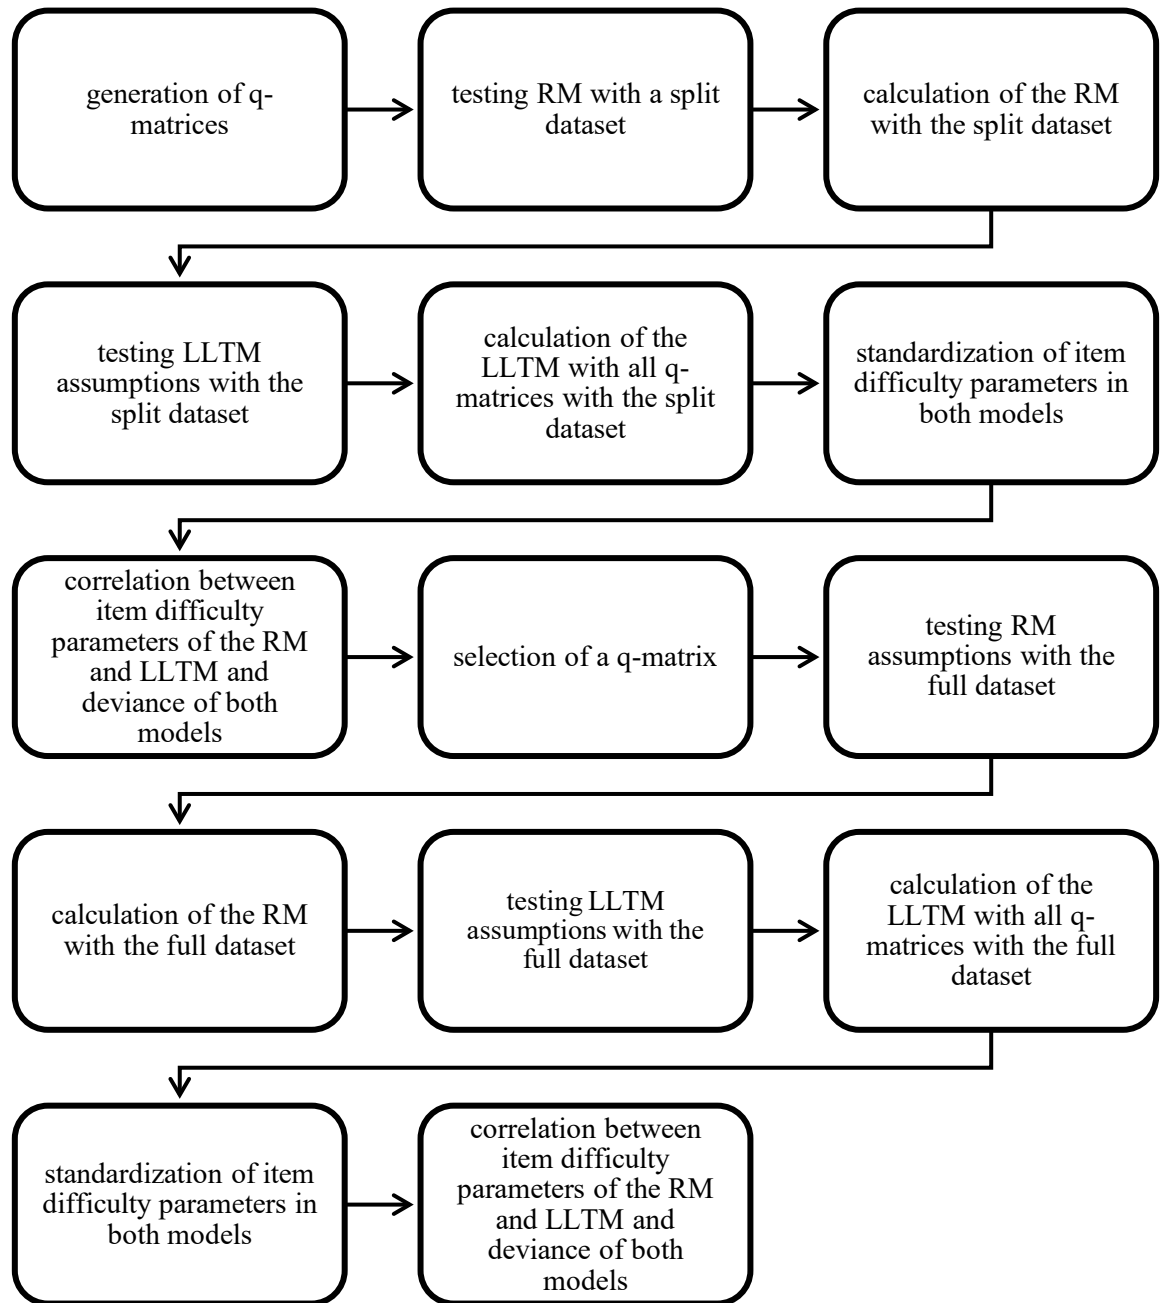 generation of q-
matrices
testing RM with a split
dataset
calculation of the RM
with the split dataset
testing LLTM
assumptions with the
split dataset
calculation of the
LLTM with all q-
matrices with the split
dataset
standardization of item
difficulty parameters in
both models
correlation between
item difficulty
parameters of the RM
and LLTM and
deviance of both
models
selection of a q-matrix
testing RM
assumptions with the
full dataset
calculation of the RM
with the full dataset
testing LLTM
assumptions with the
full dataset
calculation of the
LLTM with all q-
matrices with the full
dataset
standardization of item
difficulty parameters in
both models
correlation between
item difficulty
parameters of the RM
and LLTM and
deviance of both
models